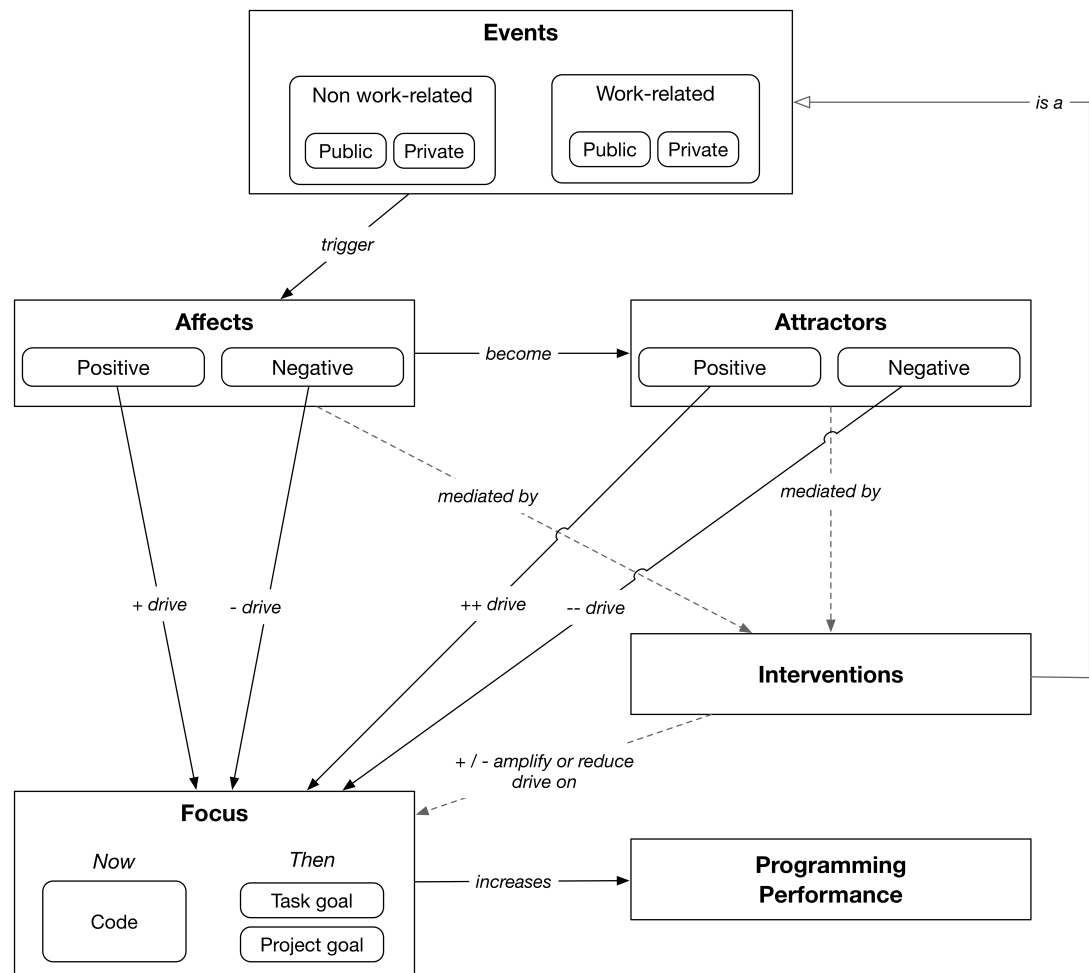 Events
Non work-related
Work-related
Public
Private
Public
Private
is a
trigger
Affects
Positive
Negative
become
Attractors
Positive
Negative
mediated by
mediated by
+ drive
- drive
++ drive
-- drive
Interventions
+ / - amplify or reduce
drive on
Focus
Now
Then
Code
Task goal
Project goal
increases
Programming
Performance